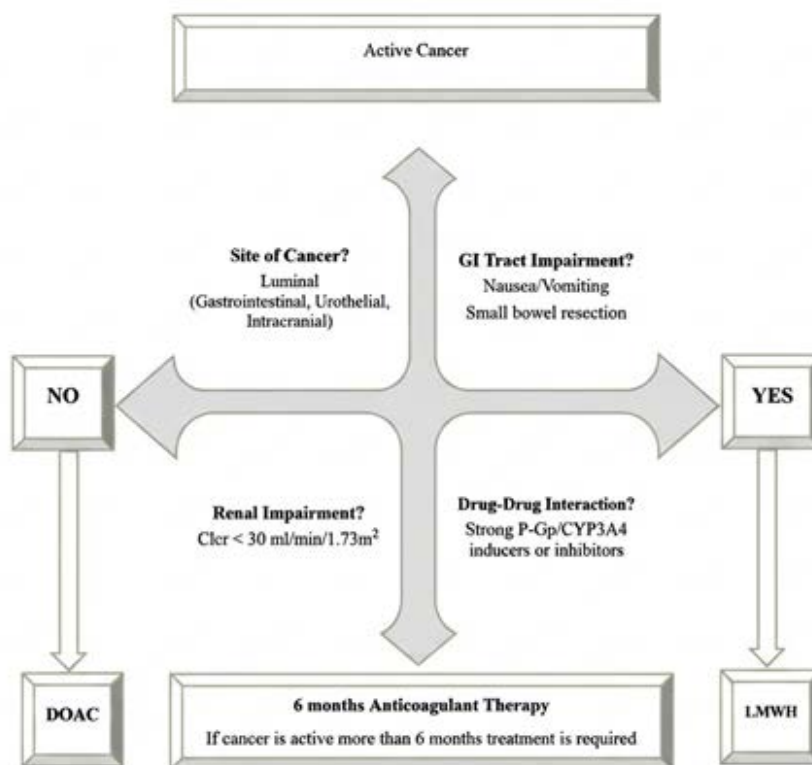 Active Cancer
Site of Cancer?
Luminal
(Gastrointestinal, Urothelial,
Intracranial)
GI Tract Impairment?
Nausea/Vomiting
Small bowel resection
NO
YES
Renal Impairment?
Clcr < 30 ml/min/1.73m²
Drug-Drug Interaction?
Strong P-Gp/CYP3A4
inducers or inhibitors
DOAC
6 months Anticoagulant Therapy
If cancer is active more than 6 months treatment is required
LMWH